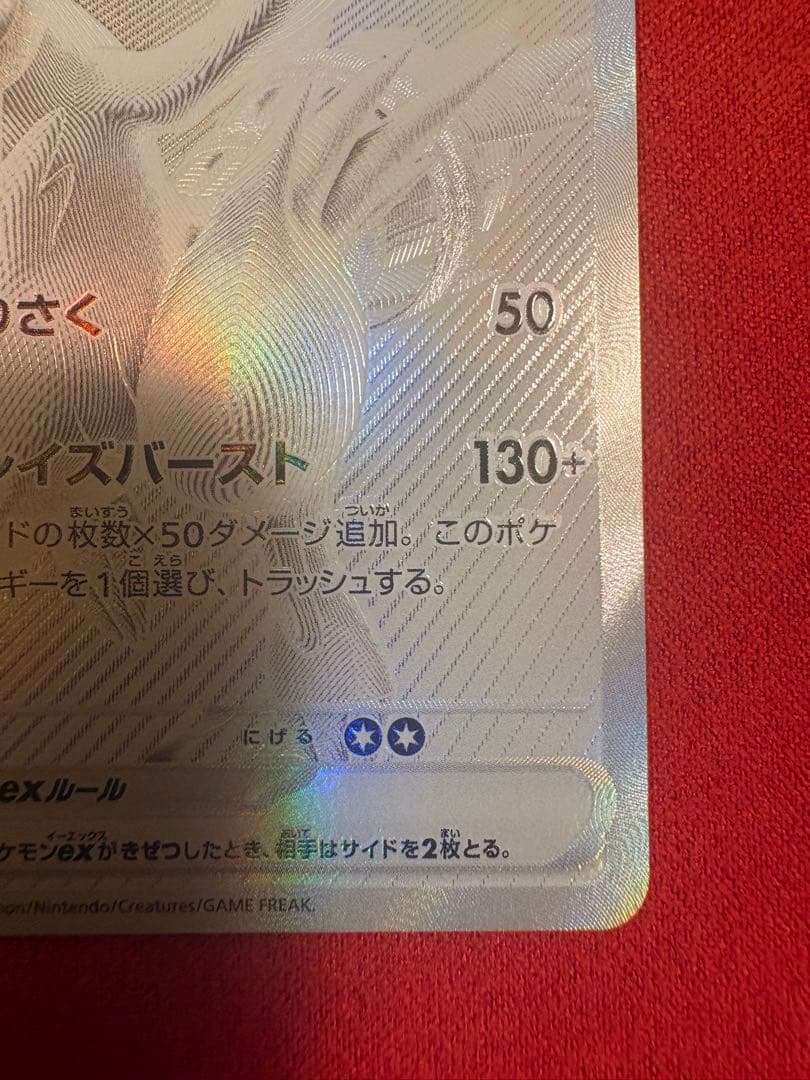 りさく 50
レイズバースト 130+
まいすう ついか
ドの枚数×50ダメージ追加。このポケ
こ えら
ギーを1個選び、トラッシュする。
にげる
exルール
イーエックス あいて まい
ケモンexがきぜつしたとき、相手はサイドを2枚とる。
on/Nintendo/Creatures/GAME FREAK.